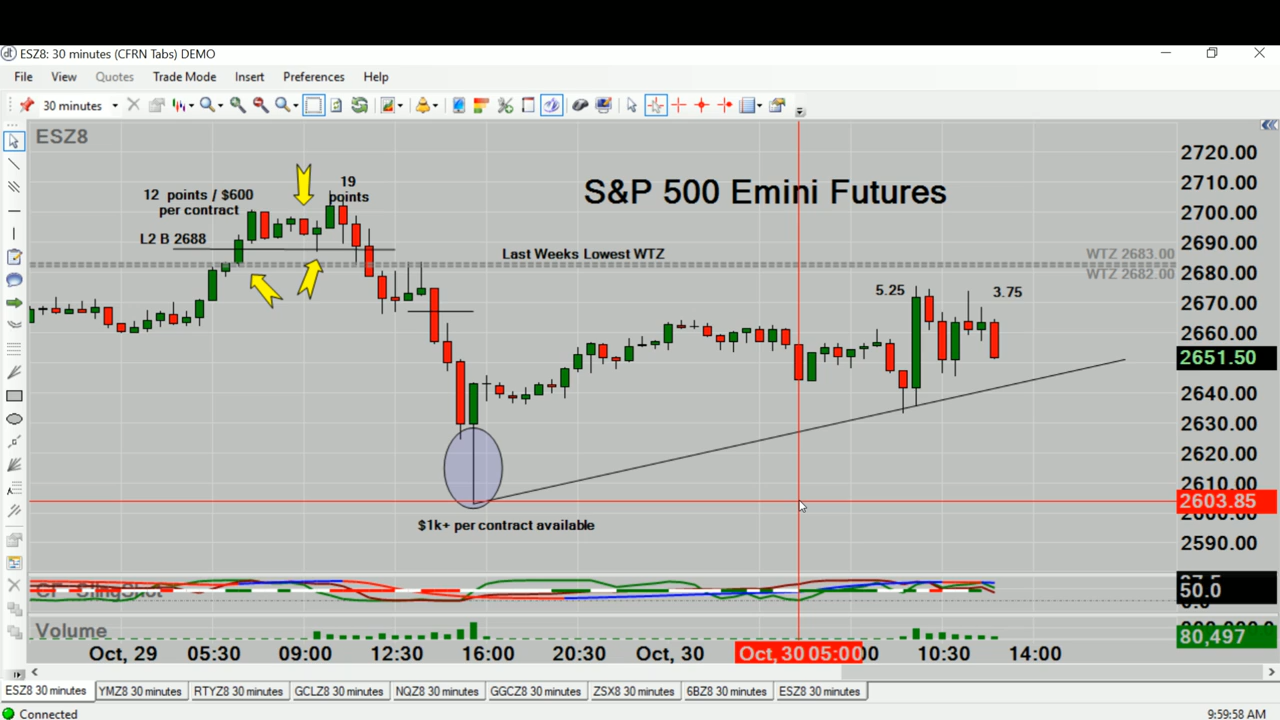 ESZ8: 30 minutes (CFRN Tabs) DEMO
File View Quotes Trade Mode Insert Preferences Help
30 minutes
ESZ8
2720.00
2710.00
2700.00
2690.00
2680.00
2670.00
2660.00
2651.50
2640.00
2630.00
2620.00
2610.00
2603.85
2590.00
12 points / $600
per contract
19
points
S&P 500 Emini Futures
L2 B 2688
Last Weeks Lowest WTZ
WTZ 2683.00
WTZ 2682.00
5.25
3.75
$1k+ per contract available
CF - SlingShot
50.0
Volume
80,497
Oct, 29 05:30 09:00 12:30 16:00 20:30 Oct, 30 Oct, 30 05:00 10:30 14:00
ESZ8 30 minutes YMZ8 30 minutes RTYZ8 30 minutes GCLZ8 30 minutes NQZ8 30 minutes GGCZ8 30 minutes ZSX8 30 minutes 6BZ8 30 minutes ESZ8 30 minutes
Connected
9:59:58 AM